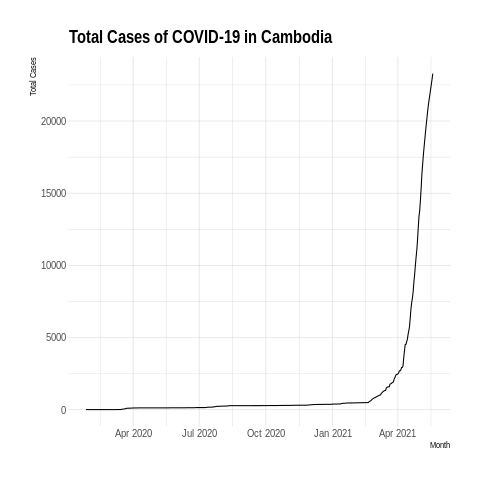 Total Cases of COVID-19 in Cambodia
Total Cases
20000
15000
10000
5000
0
Apr 2020 Jul 2020 Oct 2020 Jan 2021 Apr 2021
Month